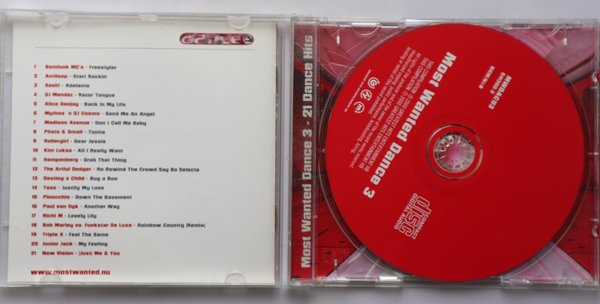 d2ance
1 Bomfunk MC's - Freestyler
2 Antiloop - Start Rockin'
3 Sash! - Adelante
4 DJ Mendez - Razor Tongue
5 Alice Deejay - Back In My Life
6 Mythos 'n DJ Cosmo - Send Me An Angel
7 Madison Avenue - Don't Call Me Baby
8 Phats & Small - Tonite
9 Rollergirl - Dear Jessie
10 Kim Lukas - All I Really Want
11 Hampenberg - Grab That Thing
12 The Artful Dodger - Re Rewind The Crowd Say Bo Selecta
13 Destiny's Child - Bug a Boo
14 Tess - Justify My Love
15 Pinocchio - Down The Basement
16 Paul van Dyk - Another Way
17 Richi M - Lovely Lily
18 Bob Marley vs. Funkstar De Luxe - Rainbow Country (Remix)
19 Triple X - Feel The Same
20 Junior Jack - My Feeling
21 New Vision - (Just) Me & You
www.mostwanted.nu
Most Wanted Dance 3 - 21 Dance Hits
Most Wanted Dance 3
MWDACD3
COMPACT
disc
DIGITAL AUDIO